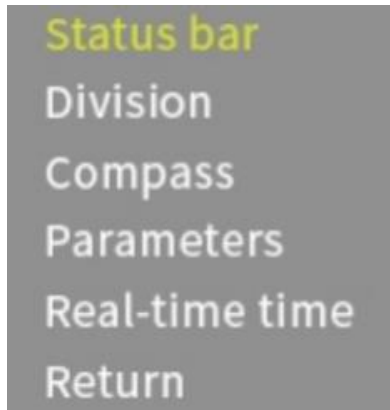 Status bar
Division
Compass
Parameters
Real-time time
Return